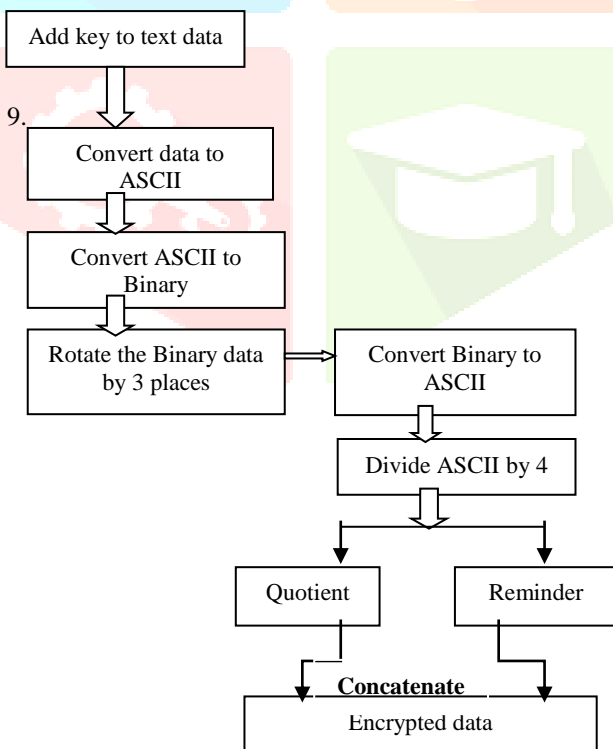 Add key to text data
9.
Convert data to
ASCII
Convert ASCII to
Binary
Rotate the Binary data
by 3 places
Convert Binary to
ASCII
Divide ASCII by 4
Quotient
Reminder
Concatenate
Encrypted data